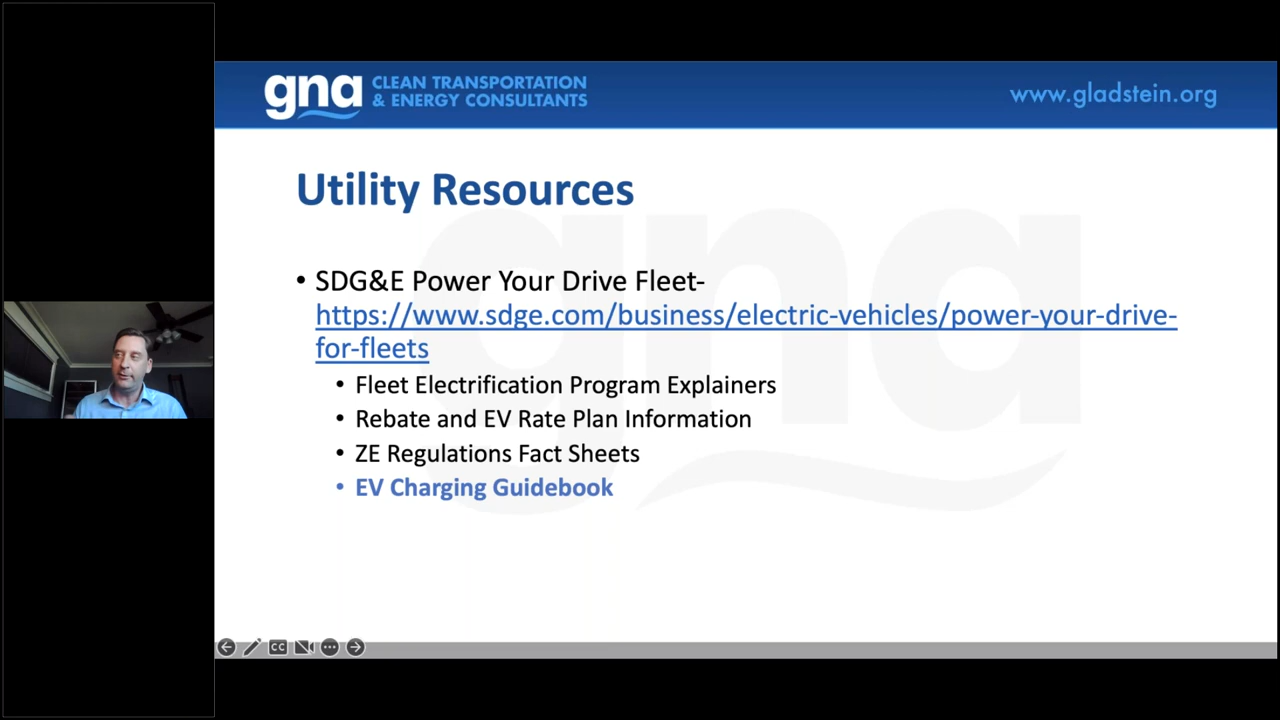 gna CLEAN TRANSPORTATION
& ENERGY CONSULTANTS
www.gladstein.org
Utility Resources
• SDG&E Power Your Drive Fleet-
https://www.sdge.com/business/electric-vehicles/power-your-drive-
for-fleets
• Fleet Electrification Program Explainers
• Rebate and EV Rate Plan Information
• ZE Regulations Fact Sheets
• EV Charging Guidebook
gna
CC